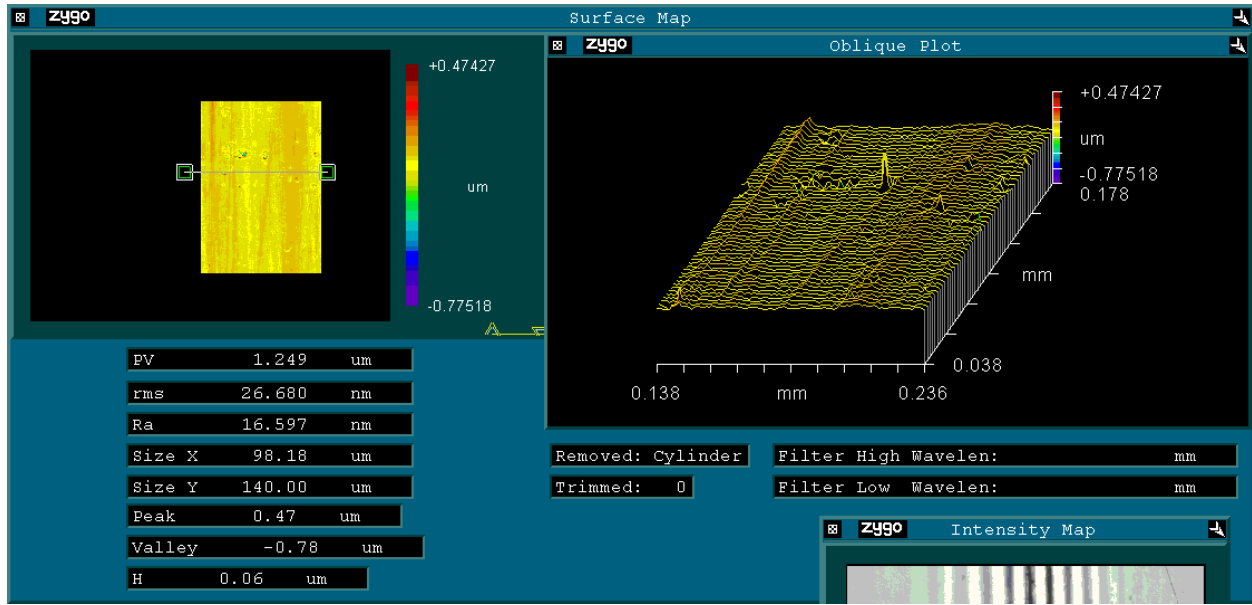 zygo Surface Map
+0.47427
um
-0.77518
zygo Oblique Plot
+0.47427
um
-0.77518
0.178
mm
0.038
0.138 mm 0.236
PV 1.249 um
rms 26.680 nm
Ra 16.597 nm
Size X 98.18 um
Size Y 140.00 um
Peak 0.47 um
Valley -0.78 um
H 0.06 um
Removed: Cylinder
Trimmed: 0
Filter High Wavelen: mm
Filter Low Wavelen: mm
zygo Intensity Map